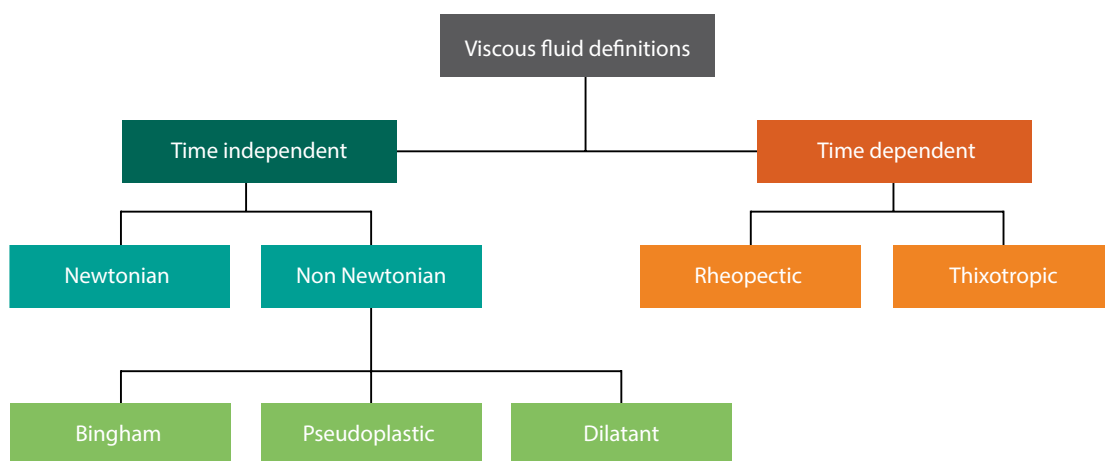 Viscous fluid definitions
Time independent
Time dependent
Newtonian
Non Newtonian
Rheopectic
Thixotropic
Bingham
Pseudoplastic
Dilatant